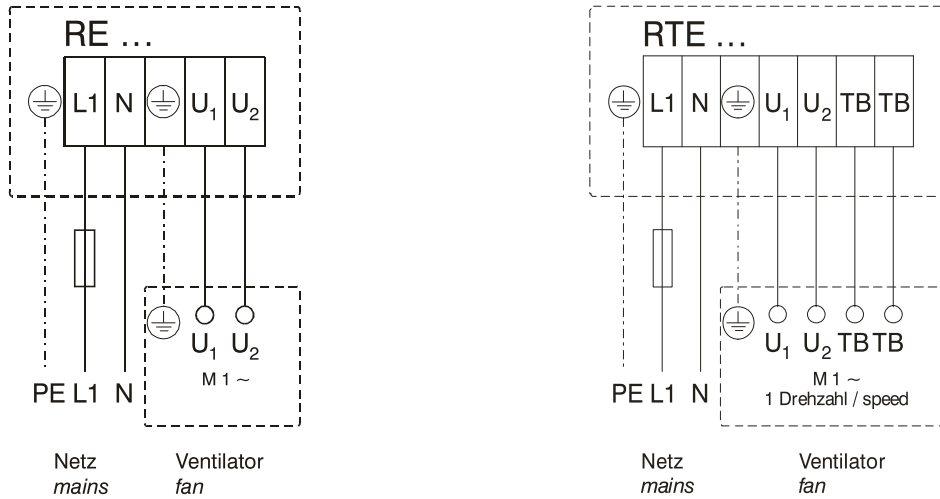 RE ...
L1 N U1 U2
U1 U2
M 1 ~
PE L1 N
Netz
mains
Ventilator
fan
RTE ...
L1 N U1 U2 TB TB
U1 U2 TB TB
M 1 ~
1 Drehzahl / speed
PE L1 N
Netz
mains
Ventilator
fan